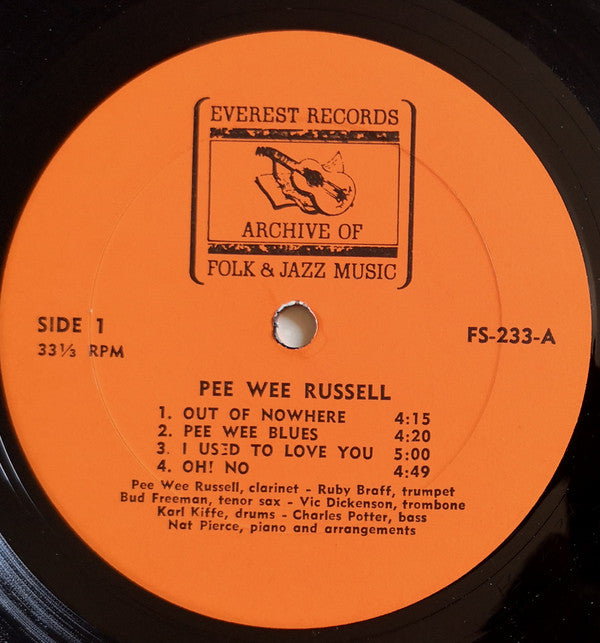 EVEREST RECORDS
ARCHIVE OF
FOLK & JAZZ MUSIC
SIDE 1
33⅓ RPM
FS-233-A
PEE WEE RUSSELL
1. OUT OF NOWHERE 4:15
2. PEE WEE BLUES 4:20
3. I USED TO LOVE YOU 5:00
4. OH! NO 4:49
Pee Wee Russell, clarinet - Ruby Braff, trumpet
Bud Freeman, tenor sax - Vic Dickenson, trombone
Karl Kiffe, drums - Charles Potter, bass
Nat Pierce, piano and arrangements